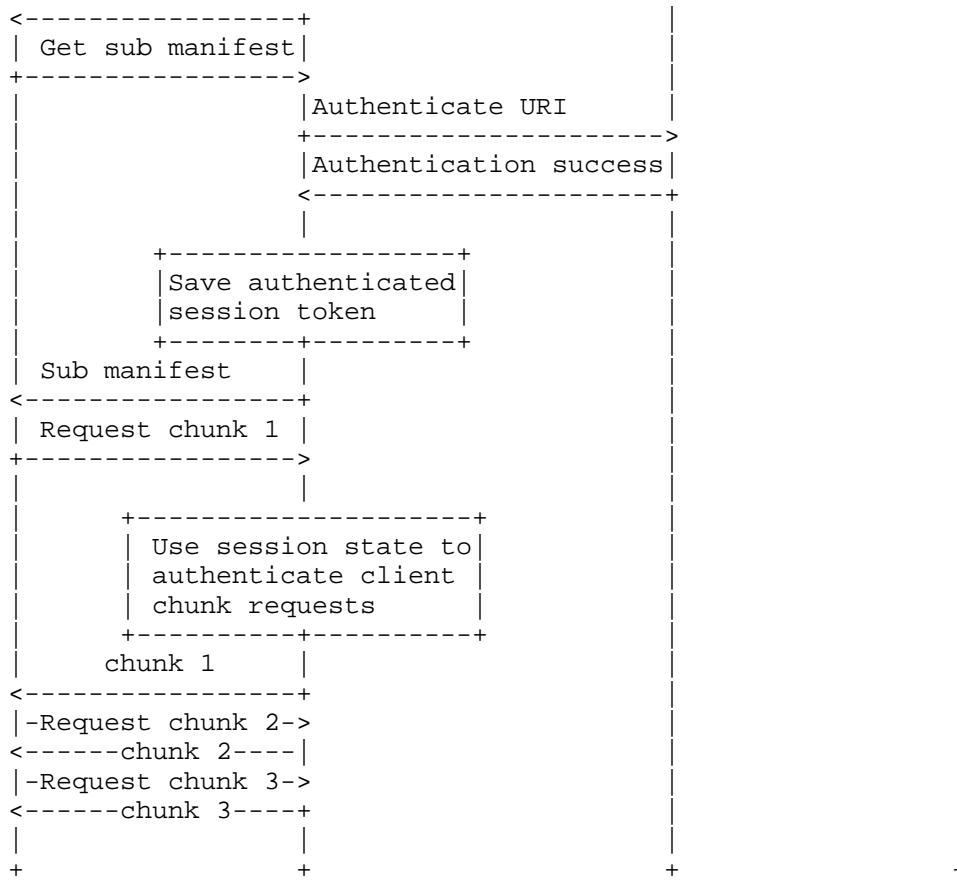 <-----------------+                      |
| Get sub manifest|                      |
+----------------->                      |
|                 |Authenticate URI      |
|                 +---------------------->
|                 |Authentication success|
|                 <----------------------+
|                 |                      |
|        +------------------+            |
|        |Save authenticated|            |
|        |session token     |            |
|        +--------+---------+            |
| Sub manifest    |                      |
<-----------------+                      |
| Request chunk 1 |                      |
+----------------->                      |
|                 |                      |
|      +---------------------+           |
|      | Use session state to|           |
|      | authenticate client |           |
|      | chunk requests      |           |
|      +----------+----------+           |
|     chunk 1     |                      |
<-----------------+                      |
|-Request chunk 2->                      |
<------chunk 2----|                      |
|-Request chunk 3->                      |
<------chunk 3----+                      |
|                 |                      |
+                 +                      +